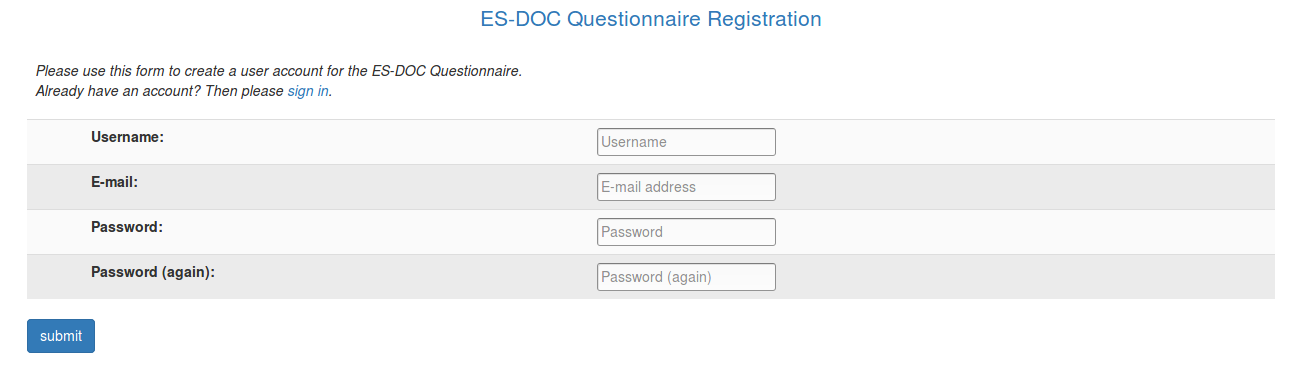 ES-DOC Questionnaire Registration
Please use this form to create a user account for the ES-DOC Questionnaire.
Already have an account? Then please sign in.
Username:
Username
E-mail:
E-mail address
Password:
Password
Password (again):
Password (again)
submit